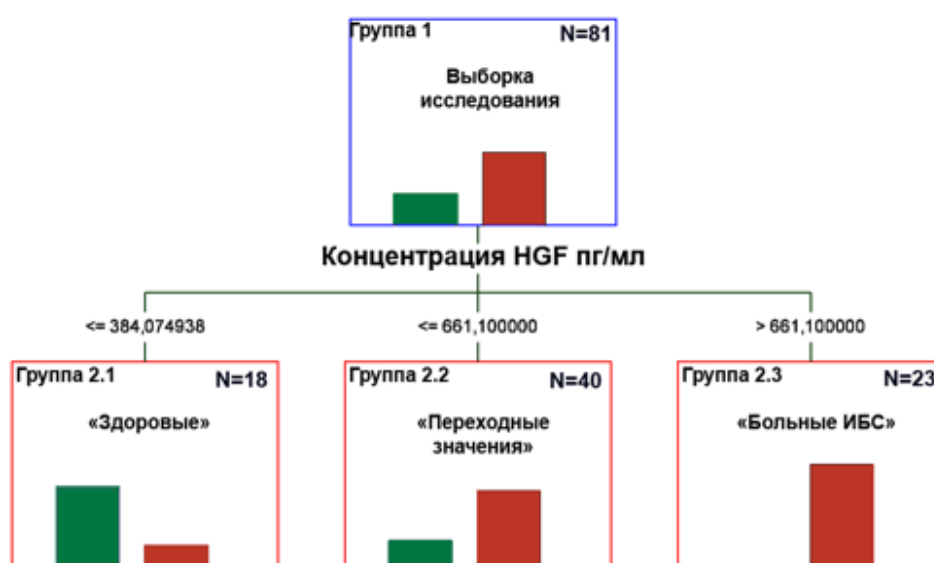 Группа 1
N=81
Выборка
исследования
Концентрация HGF пг/мл
<= 384,074938
<= 661,100000
> 661,100000
Группа 2.1
N=18
«Здоровые»
Группа 2.2
N=40
«Переходные
значения»
Группа 2.3
N=23
«Больные ИБС»